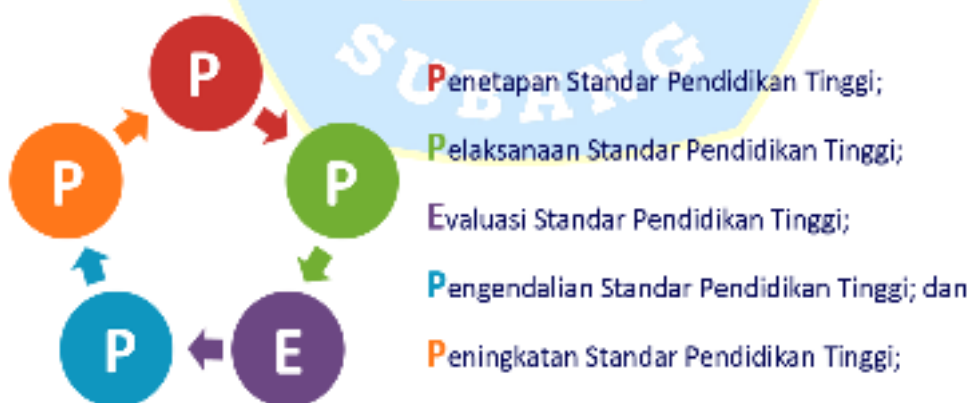 SUBANG
P
P
E
P
P
Penetapan Standar Pendidikan Tinggi;
Pelaksanaan Standar Pendidikan Tinggi;
Evaluasi Standar Pendidikan Tinggi;
Pengendalian Standar Pendidikan Tinggi; dan
Peningkatan Standar Pendidikan Tinggi;